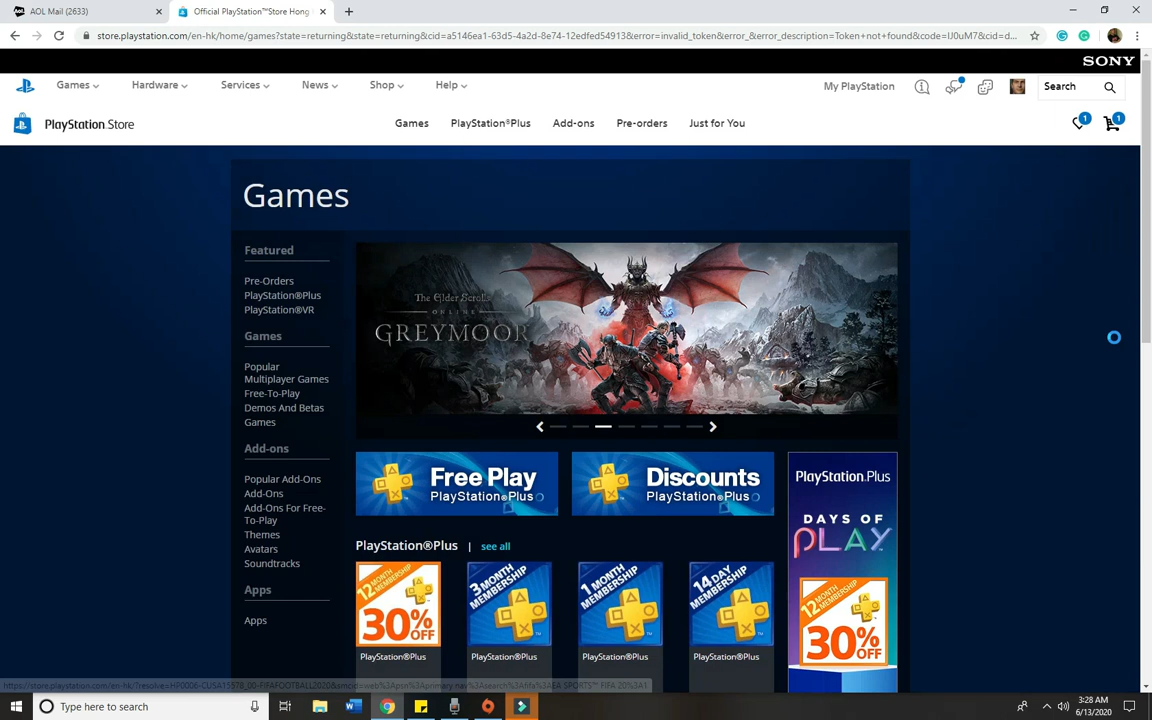 AOL Mail (2633)
Official PlayStation™Store Hong
store.playstation.com/en-hk/home/games?state=returning&state=returning&cid=a5146ea1-63d5-4a2d-8e74-12edfed54913&error=invalid_token&error_&error_description=Token+not+found&code=IJ0uM7&cid=d...
SONY
Games
Hardware
Services
News
Shop
Help
My PlayStation
Search
PlayStation.Store
Games
PlayStation®Plus
Add-ons
Pre-orders
Just for You
1
1
Games
Featured
Pre-Orders
PlayStation®Plus
PlayStation®VR
Games
Popular
Multiplayer Games
Free-To-Play
Demos And Betas
Games
Add-ons
Popular Add-Ons
Add-Ons
Add-Ons For Free-
To-Play
Themes
Avatars
Soundtracks
Apps
Apps
The Elder Scrolls
ONLINE
GREYMOOR
Free Play
PlayStation®Plus
Discounts
PlayStation®Plus
PlayStation®Plus | see all
12 MONTH
MEMBERSHIP
30%
OFF
PlayStation®Plus
3 MONTH
MEMBERSHIP
PlayStation®Plus
1 MONTH
MEMBERSHIP
PlayStation®Plus
14 DAY
MEMBERSHIP
PlayStation®Plus
PlayStation.Plus
DAYS OF
PLAY
12 MONTH
MEMBERSHIP
30%
OFF
Type here to search
3:28 AM
6/13/2020